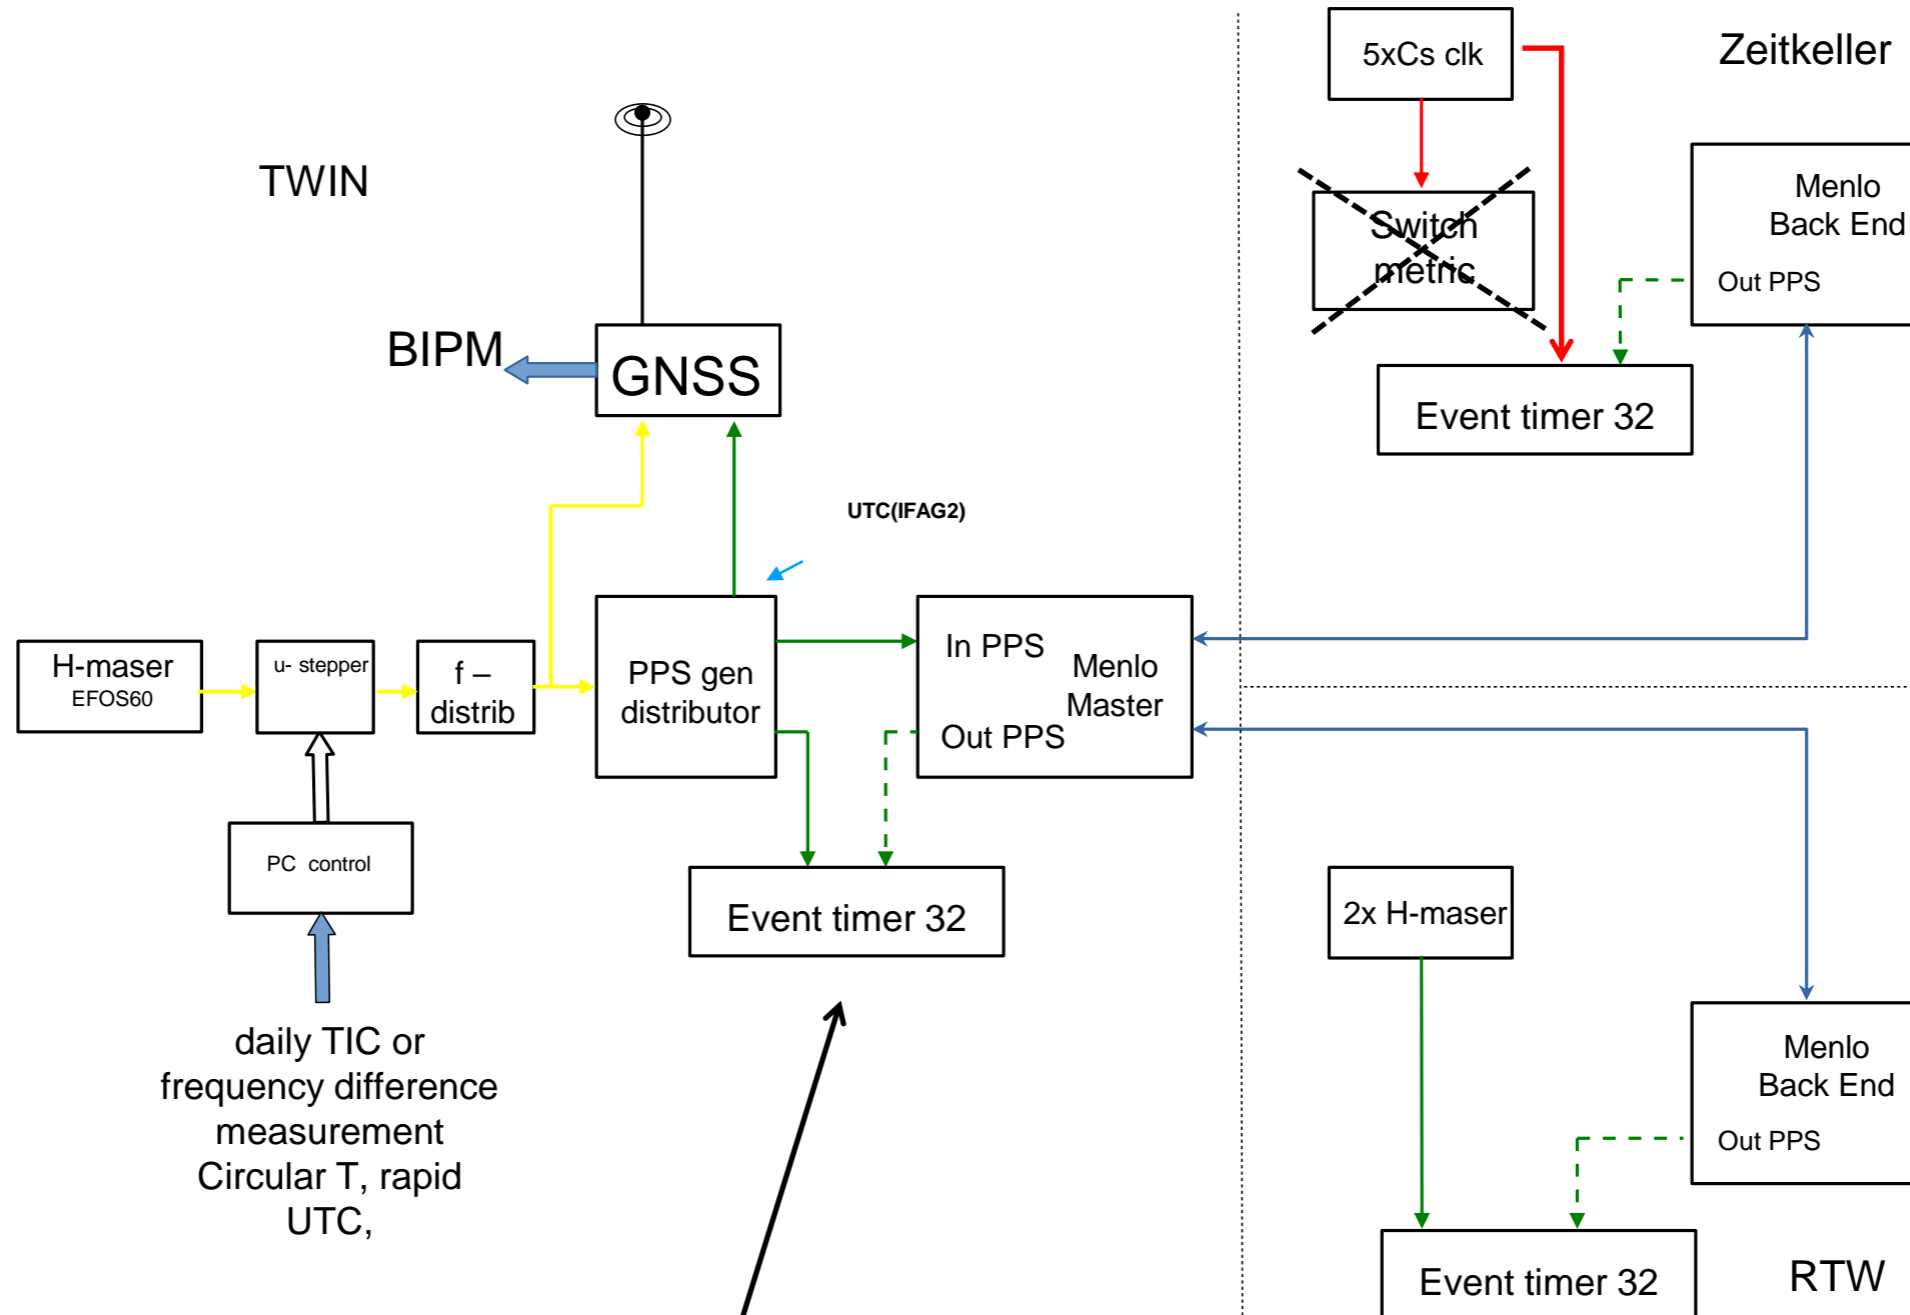 TWIN
BIPM
GNSS
UTC(IFAG2)
H-maser
EFOS60
u- stepper
f –
distrib
PPS gen
distributor
In PPS
Menlo
Master
Out PPS
PC control
Event timer 32
daily TIC or
frequency difference
measurement
Circular T, rapid
UTC,
Zeitkeller
5xCs clk
Switch
metric
Menlo
Back End
Out PPS
Event timer 32
2x H-maser
Menlo
Back End
Out PPS
Event timer 32
RTW